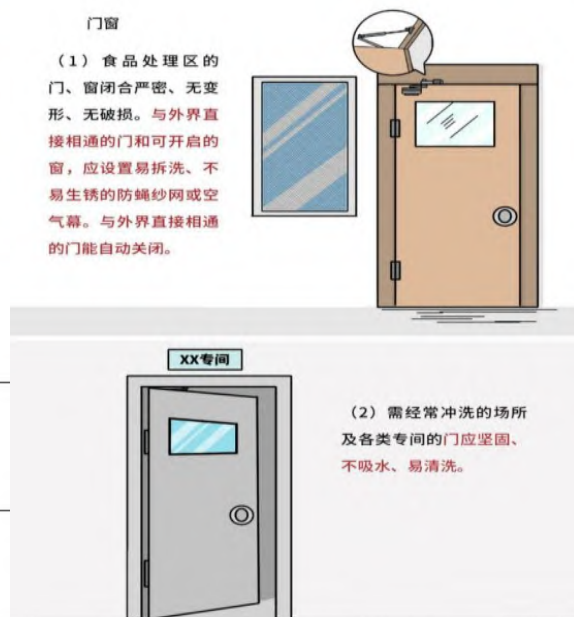 门窗
（1）食品处理区的
门、窗闭合严密、无变
形、无破损。与外界直
接相通的门和可开启的
窗，应设置易拆洗、不
易生锈的防蝇纱网或空
气幕。与外界直接相通
的门能自动关闭。
XX专间
（2）需经常冲洗的场所
及各类专间的门应坚固、
不吸水、易清洗。